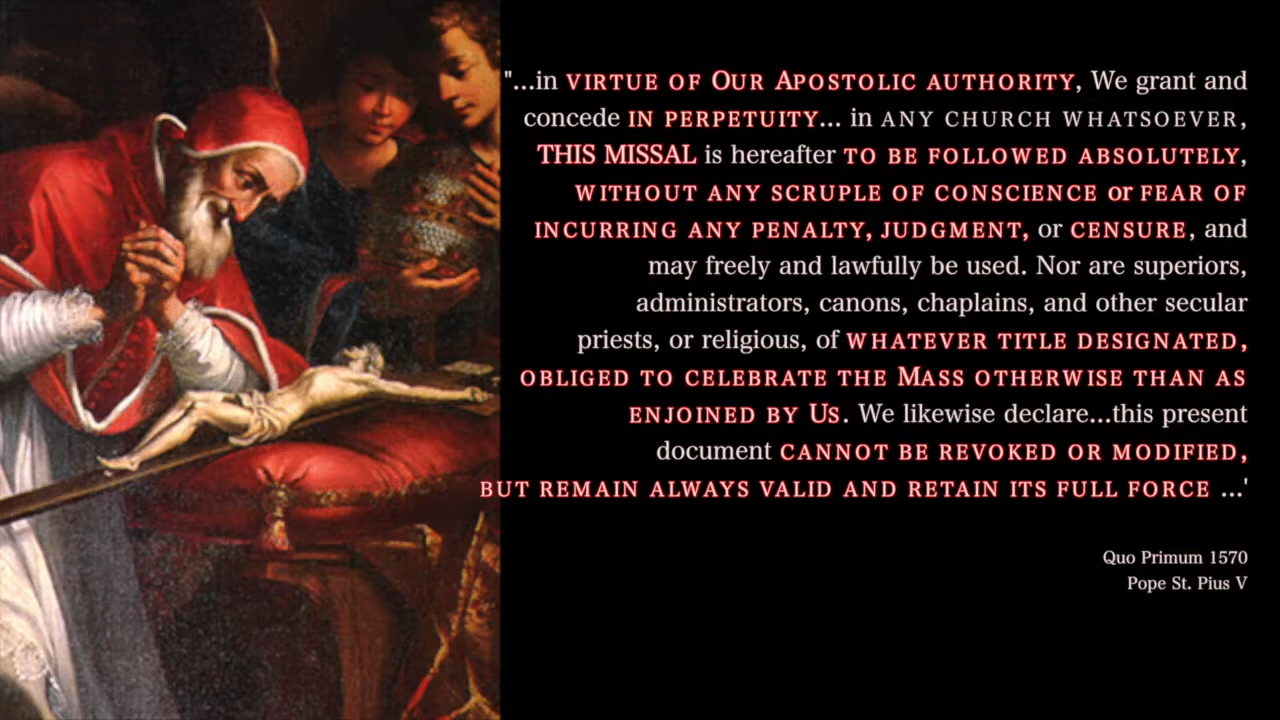 "...in VIRTUE OF OUR APOSTOLIC AUTHORITY, We grant and
concede IN PERPETUITY... in ANY CHURCH WHATSOEVER,
THIS MISSAL is hereafter TO BE FOLLOWED ABSOLUTELY,
WITHOUT ANY SCRUPLE OF CONSCIENCE or FEAR OF
INCURRING ANY PENALTY, JUDGMENT, or CENSURE, and
may freely and lawfully be used. Nor are superiors,
administrators, canons, chaplains, and other secular
priests, or religious, of WHATEVER TITLE DESIGNATED,
OBLIGED TO CELEBRATE THE MASS OTHERWISE THAN AS
ENJOINED BY US. We likewise declare...this present
document CANNOT BE REVOKED OR MODIFIED,
BUT REMAIN ALWAYS VALID AND RETAIN ITS FULL FORCE ...'
Quo Primum 1570
Pope St. Pius V